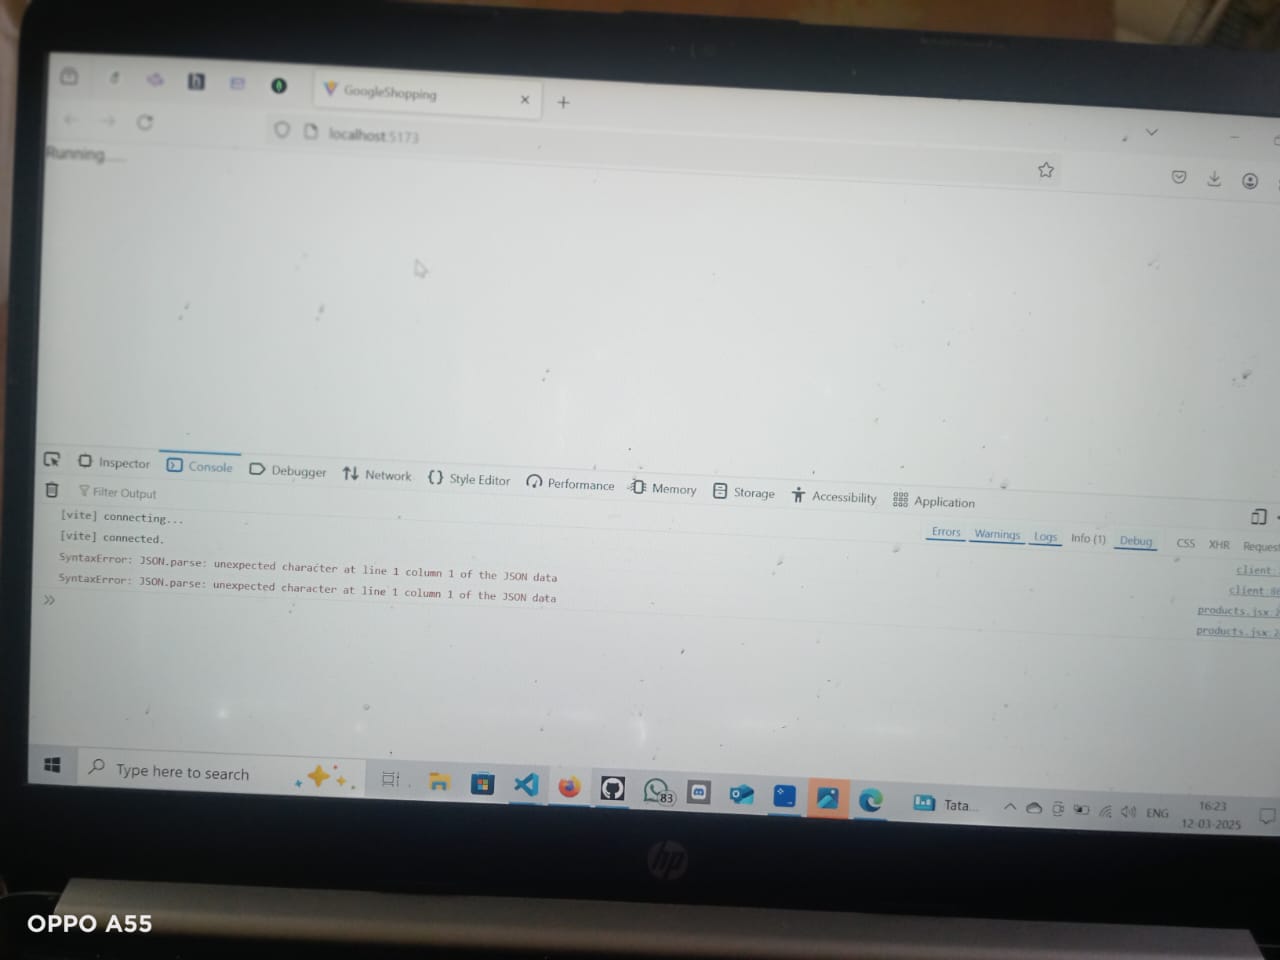 GoogleShopping
localhost:5173
Running....
Inspector Console Debugger Network Style Editor Performance Memory Storage Accessibility Application
Filter Output
Errors Warnings Logs Info (1) Debug CSS XHR Request
[vite] connecting... client:
[vite] connected. client:
SyntaxError: JSON.parse: unexpected character at line 1 column 1 of the JSON data products.jsx:2
SyntaxError: JSON.parse: unexpected character at line 1 column 1 of the JSON data products.jsx:2
Type here to search
83
Tata...
ENG
16:23
12-03-2025
hp
OPPO A55